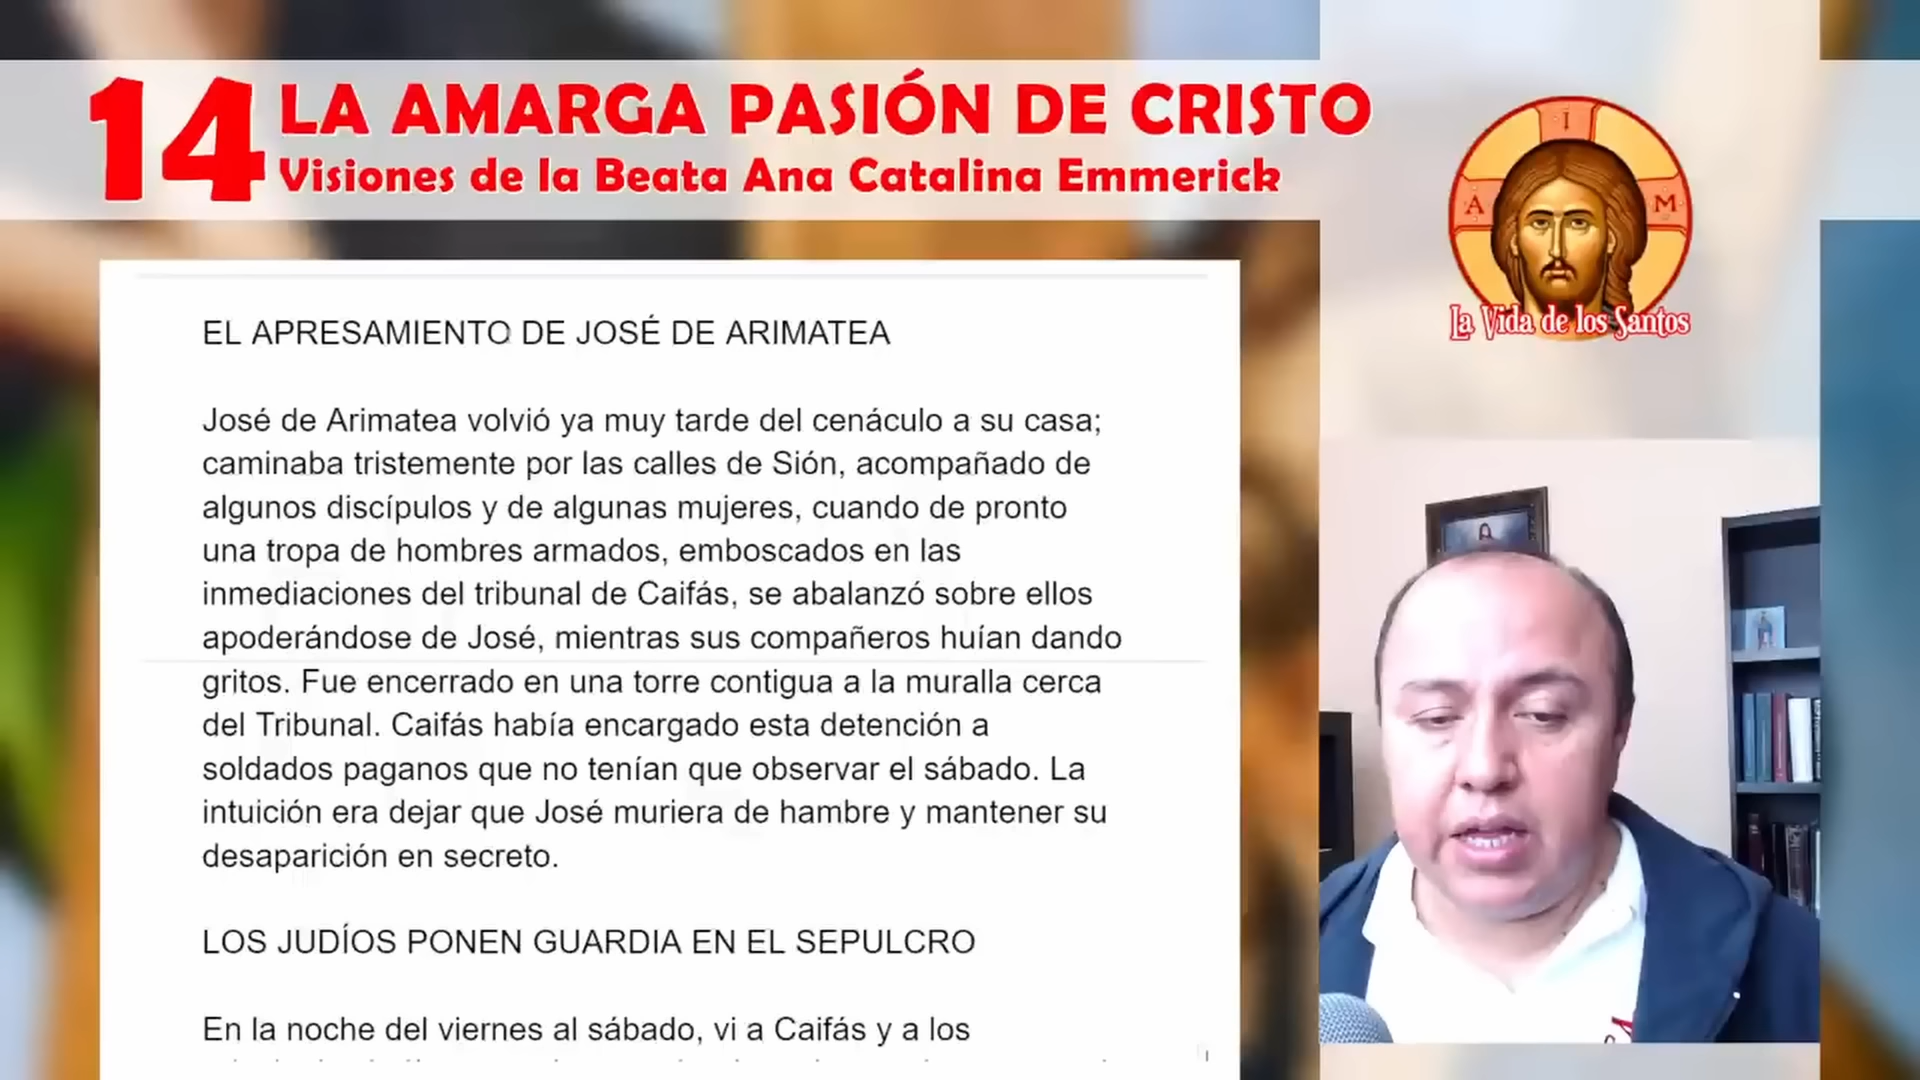 14
LA AMARGA PASIÓN DE CRISTO
Visiones de la Beata Ana Catalina Emmerick
I
A M
La Vida de los Santos
EL APRESAMIENTO DE JOSÉ DE ARIMATEA
José de Arimatea volvió ya muy tarde del cenáculo a su casa;
caminaba tristemente por las calles de Sión, acompañado de
algunos discípulos y de algunas mujeres, cuando de pronto
una tropa de hombres armados, emboscados en las
inmediaciones del tribunal de Caifás, se abalanzó sobre ellos
apoderándose de José, mientras sus compañeros huían dando
gritos. Fue encerrado en una torre contigua a la muralla cerca
del Tribunal. Caifás había encargado esta detención a
soldados paganos que no tenían que observar el sábado. La
intuición era dejar que José muriera de hambre y mantener su
desaparición en secreto.
LOS JUDÍOS PONEN GUARDIA EN EL SEPULCRO
En la noche del viernes al sábado, vi a Caifás y a los